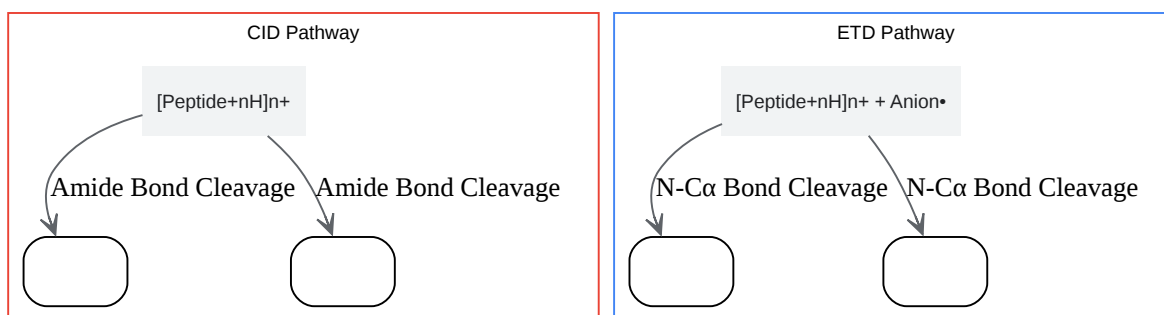 CID Pathway
[Peptide+nH]n+
Amide Bond Cleavage
Amide Bond Cleavage
ETD Pathway
[Peptide+nH]n+ + Anion•
N-Cα Bond Cleavage
N-Cα Bond Cleavage